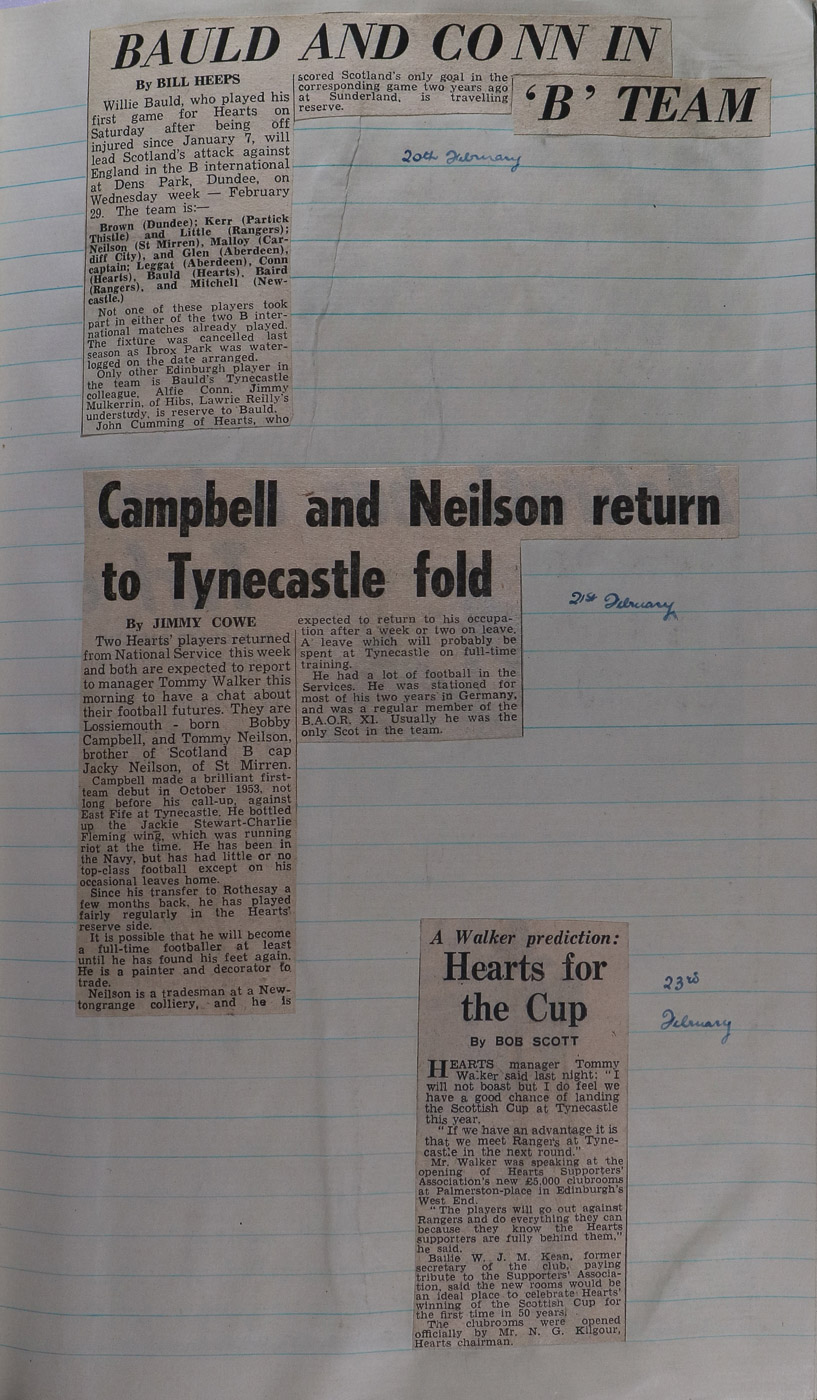 BAULD AND CONN IN
'B' TEAM
By BILL HEEPS
Willie Bauld, who played his
first game for Hearts on
Saturday after being off
injured since January 7, will
lead Scotland's attack against
England in the B international
at Dens Park, Dundee, on
Wednesday week — February
29. The team is:—
Brown (Dundee); Kerr (Partick
Thistle) and Little (Rangers);
Neilson (St Mirren), Malloy (Car-
diff City), and Glen (Aberdeen),
captain; Leggat (Aberdeen), Conn
(Hearts), Bauld (Hearts), Baird
(Rangers), and Mitchell (New-
castle.)
Not one of these players took
part in either of the two B inter-
national matches already played.
The fixture was cancelled last
season as Ibrox Park was water-
logged on the date arranged.
Only other Edinburgh player in
the team is Bauld's Tynecastle
colleague, Alfie Conn. Jimmy
Mulkerrin, of Hibs, Lawrie Reilly's
understudy, is reserve to Bauld.
John Cumming of Hearts, who
scored Scotland's only goal in the
corresponding game two years ago
at Sunderland, is travelling
reserve.
20th February
Campbell and Neilson return
to Tynecastle fold
21st February
By JIMMY COWE
Two Hearts' players returned
from National Service this week
and both are expected to report
to manager Tommy Walker this
morning to have a chat about
their football futures. They are
Lossiemouth - born Bobby
Campbell, and Tommy Neilson,
brother of Scotland B cap
Jacky Neilson, of St Mirren.
Campbell made a brilliant first-
team debut in October 1953, not
long before his call-up, against
East Fife at Tynecastle. He bottled
up the Jackie Stewart-Charlie
Fleming wing, which was running
riot at the time. He has been in
the Navy, but has had little or no
top-class football except on his
occasional leaves home.
Since his transfer to Rothesay a
few months back, he has played
fairly regularly in the Hearts'
reserve side.
It is possible that he will become
a full-time footballer at least
until he has found his feet again.
He is a painter and decorator to
trade.
Neilson is a tradesman at a New-
tongrange colliery, and he is
expected to return to his occupa-
tion after a week or two on leave.
A leave which will probably be
spent at Tynecastle on full-time
training.
He had a lot of football in the
Services. He was stationed for
most of his two years in Germany,
and was a regular member of the
B.A.O.R. XI. Usually he was the
only Scot in the team.
A Walker prediction:
Hearts for
the Cup
23rd
February
By BOB SCOTT
HEARTS manager Tommy
Walker said last night: "I
will not boast but I do feel we
have a good chance of landing
the Scottish Cup at Tynecastle
this year.
"If we have an advantage it is
that we meet Rangers at Tyne-
castle in the next round."
Mr. Walker was speaking at the
opening of Hearts Supporters'
Association's new £5,000 clubrooms
at Palmerston-place in Edinburgh's
West End.
"The players will go out against
Rangers and do everything they can
because they know the Hearts
supporters are fully behind them,"
he said.
Bailie W. J. M. Kean, former
secretary of the club, paying
tribute to the Supporters' Associa-
tion, said the new rooms would be
an ideal place to celebrate Hearts'
winning of the Scottish Cup for
the first time in 50 years.
The clubrooms were opened
officially by Mr. N. G. Kilgour,
Hearts chairman.